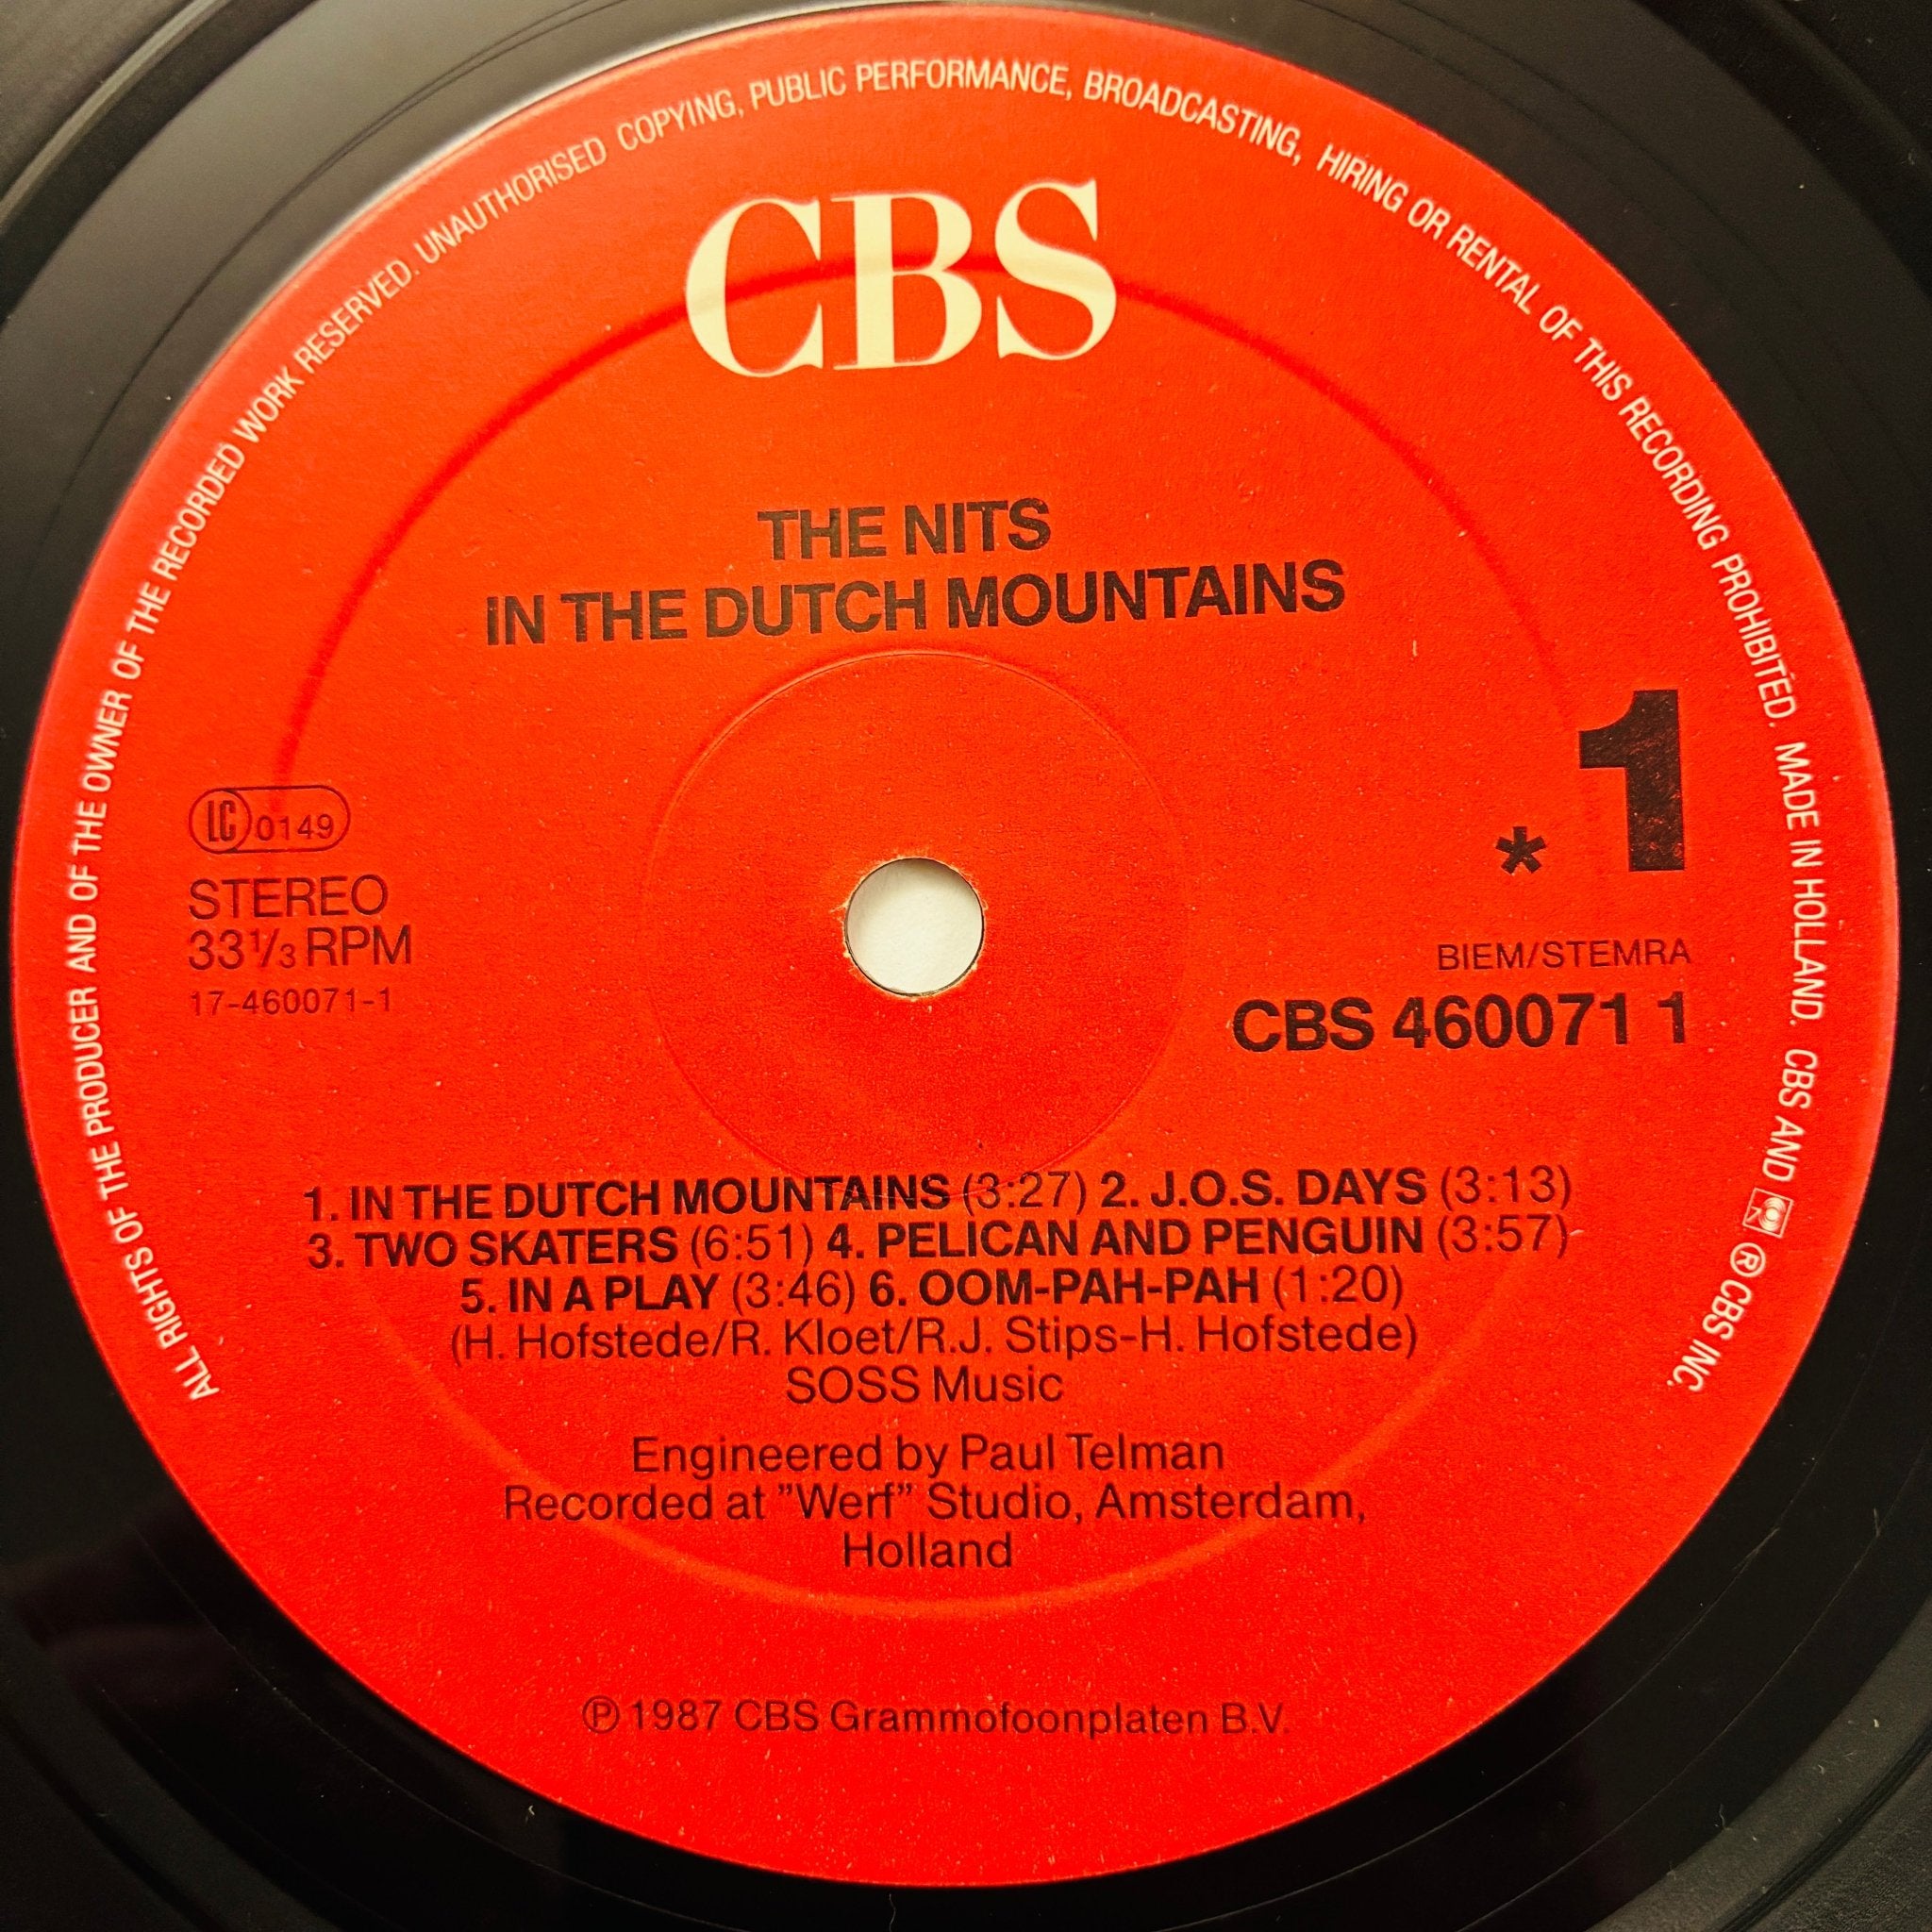 ALL RIGHTS OF THE PRODUCER AND OF THE OWNER OF THE RECORDED WORK RESERVED. UNAUTHORISED COPYING, PUBLIC PERFORMANCE, BROADCASTING, HIRING OR RENTAL OF THIS RECORDING PROHIBITED. MADE IN HOLLAND. CBS AND ® CBS INC.
CBS
THE NITS
IN THE DUTCH MOUNTAINS
*1
LC 0149
STEREO
33⅓ RPM
17-460071-1
BIEM/STEMRA
CBS 460071 1
1. IN THE DUTCH MOUNTAINS (3:27) 2. J.O.S. DAYS (3:13)
3. TWO SKATERS (6:51) 4. PELICAN AND PENGUIN (3:57)
5. IN A PLAY (3:46) 6. OOM-PAH-PAH (1:20)
(H. Hofstede/R. Kloet/R.J. Stips-H. Hofstede)
SOSS Music
Engineered by Paul Telman
Recorded at ”Werf” Studio, Amsterdam,
Holland
℗ 1987 CBS Grammofoonplaten B.V.